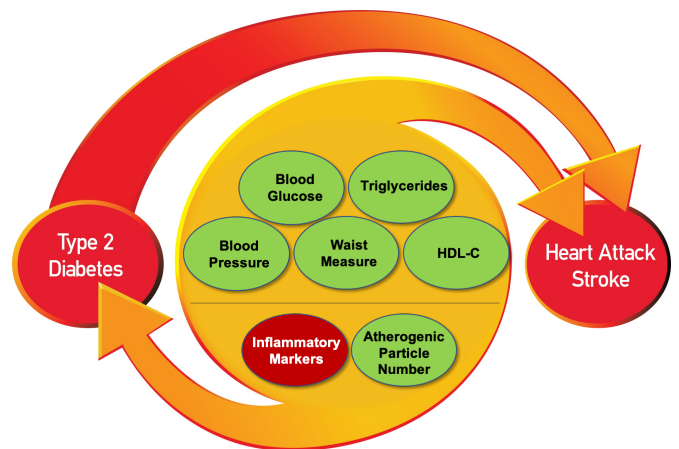 Blood
Glucose
Triglycerides
Type 2
Diabetes
Blood
Pressure
Waist
Measure
HDL-C
Heart Attack
Stroke
Inflammatory
Markers
Atherogenic
Particle
Number